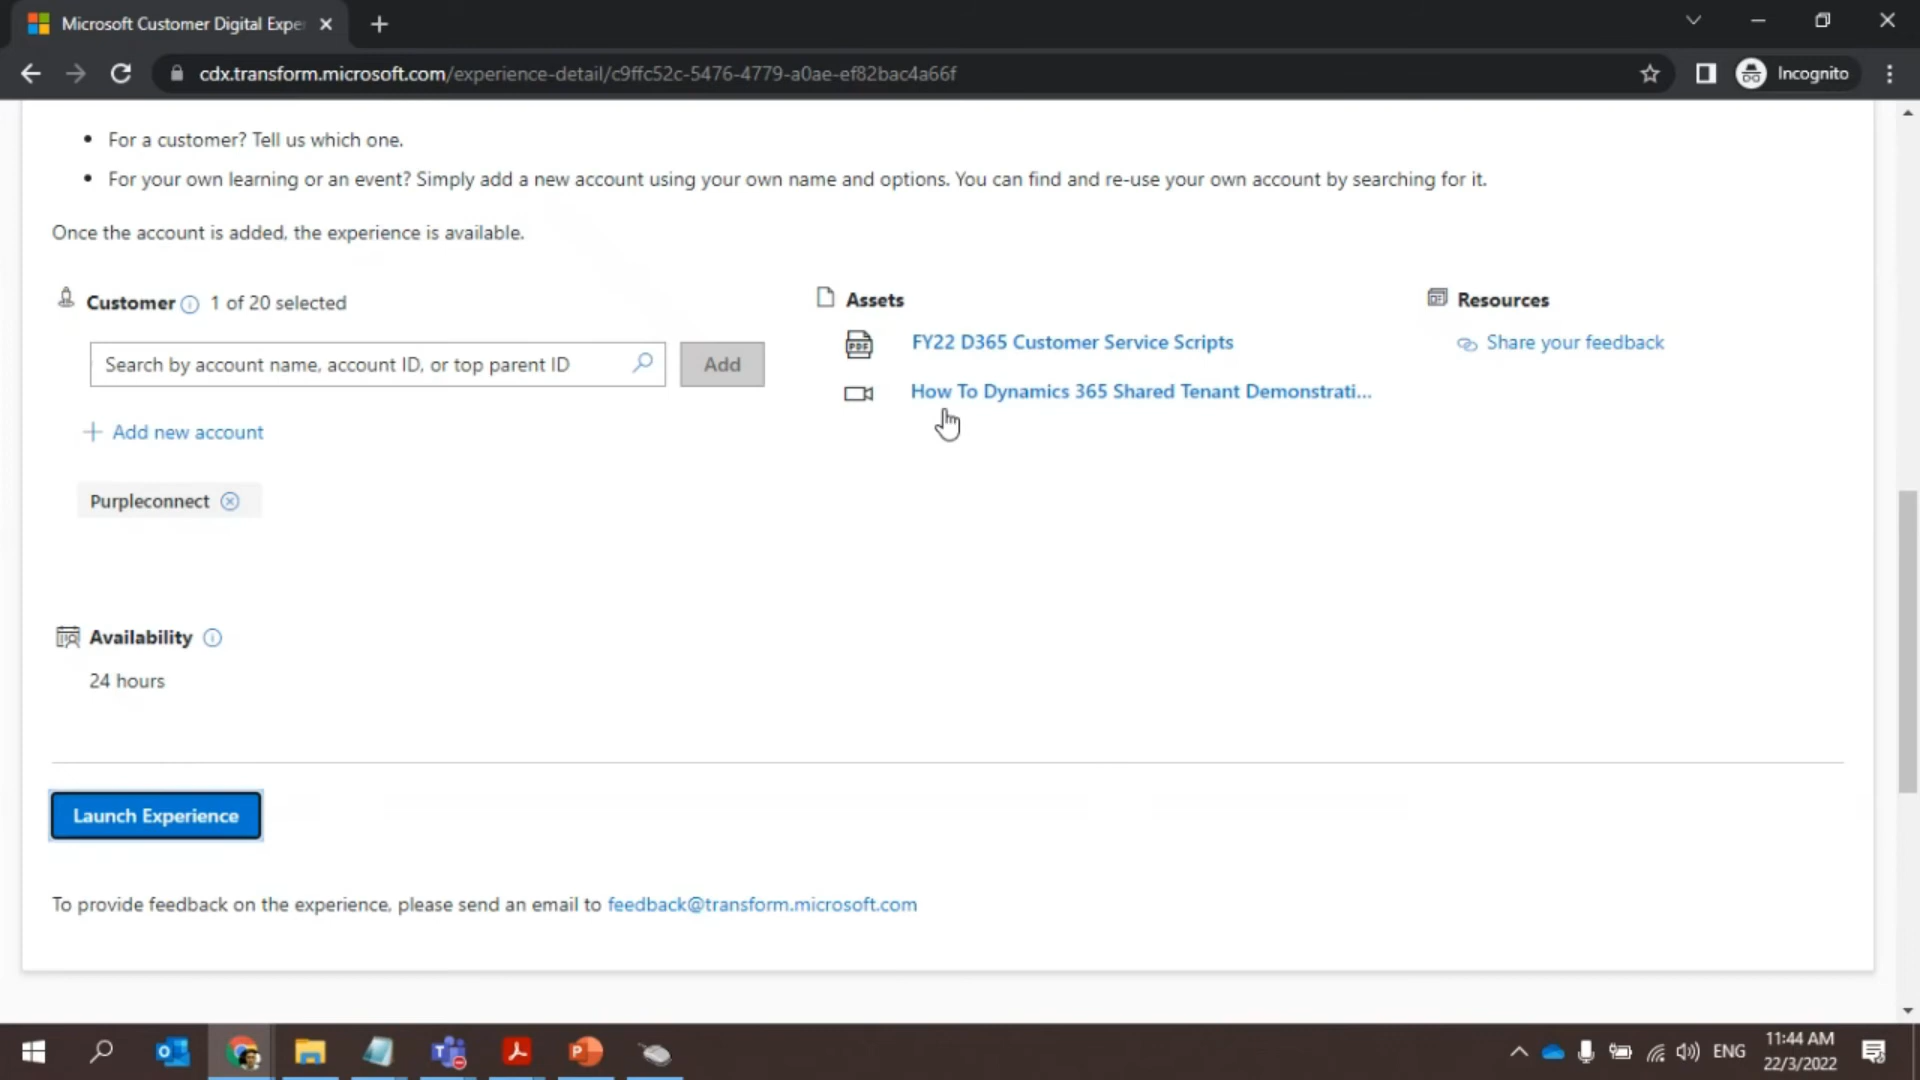 Microsoft Customer Digital Expe
cdx.transform.microsoft.com/experience-detail/c9ffc52c-5476-4779-a0ae-ef82bac4a66f
Incognito
• For a customer? Tell us which one.
• For your own learning or an event? Simply add a new account using your own name and options. You can find and re-use your own account by searching for it.
Once the account is added, the experience is available.
Customer 1 of 20 selected
Search by account name, account ID, or top parent ID
Add
+ Add new account
Purpleconnect
Assets
PDF FY22 D365 Customer Service Scripts
How To Dynamics 365 Shared Tenant Demonstrati...
Resources
Share your feedback
Availability
24 hours
Launch Experience
To provide feedback on the experience, please send an email to feedback@transform.microsoft.com
ENG
11:44 AM
22/3/2022